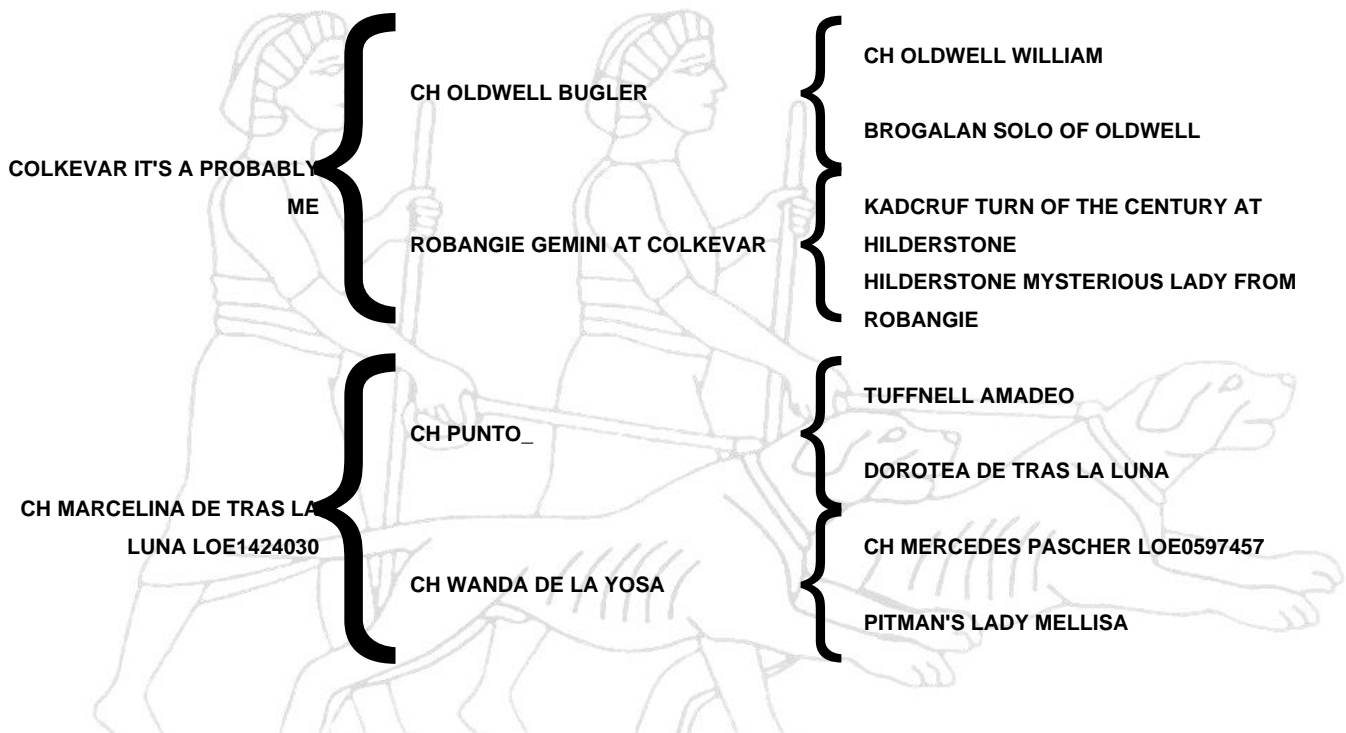 COLKEVAR IT'S A PROBABLY
ME
CH OLDWELL BUGLER
ROBANGIE GEMINI AT COLKEVAR
CH OLDWELL WILLIAM
BROGALAN SOLO OF OLDWELL
KADCRUF TURN OF THE CENTURY AT
HILDERSTONE
HILDERSTONE MYSTERIOUS LADY FROM
ROBANGIE
CH MARCELINA DE TRAS LA
LUNA LOE1424030
CH PUNTO_
CH WANDA DE LA YOSA
TUFFNELL AMADEO
DOROTEA DE TRAS LA LUNA
CH MERCEDES PASCHER LOE0597457
PITMAN'S LADY MELLISA